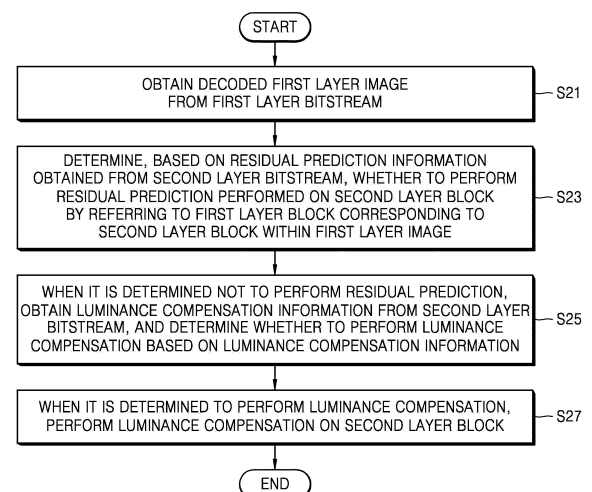 START
OBTAIN DECODED FIRST LAYER IMAGE
FROM FIRST LAYER BITSTREAM
S21
DETERMINE, BASED ON RESIDUAL PREDICTION INFORMATION
OBTAINED FROM SECOND LAYER BITSTREAM, WHETHER TO PERFORM
RESIDUAL PREDICTION PERFORMED ON SECOND LAYER BLOCK
BY REFERRING TO FIRST LAYER BLOCK CORRESPONDING TO
SECOND LAYER BLOCK WITHIN FIRST LAYER IMAGE
S23
WHEN IT IS DETERMINED NOT TO PERFORM RESIDUAL PREDICTION,
OBTAIN LUMINANCE COMPENSATION INFORMATION FROM SECOND LAYER
BITSTREAM, AND DETERMINE WHETHER TO PERFORM LUMINANCE
COMPENSATION BASED ON LUMINANCE COMPENSATION INFORMATION
S25
WHEN IT IS DETERMINED TO PERFORM LUMINANCE COMPENSATION,
PERFORM LUMINANCE COMPENSATION ON SECOND LAYER BLOCK
S27
END